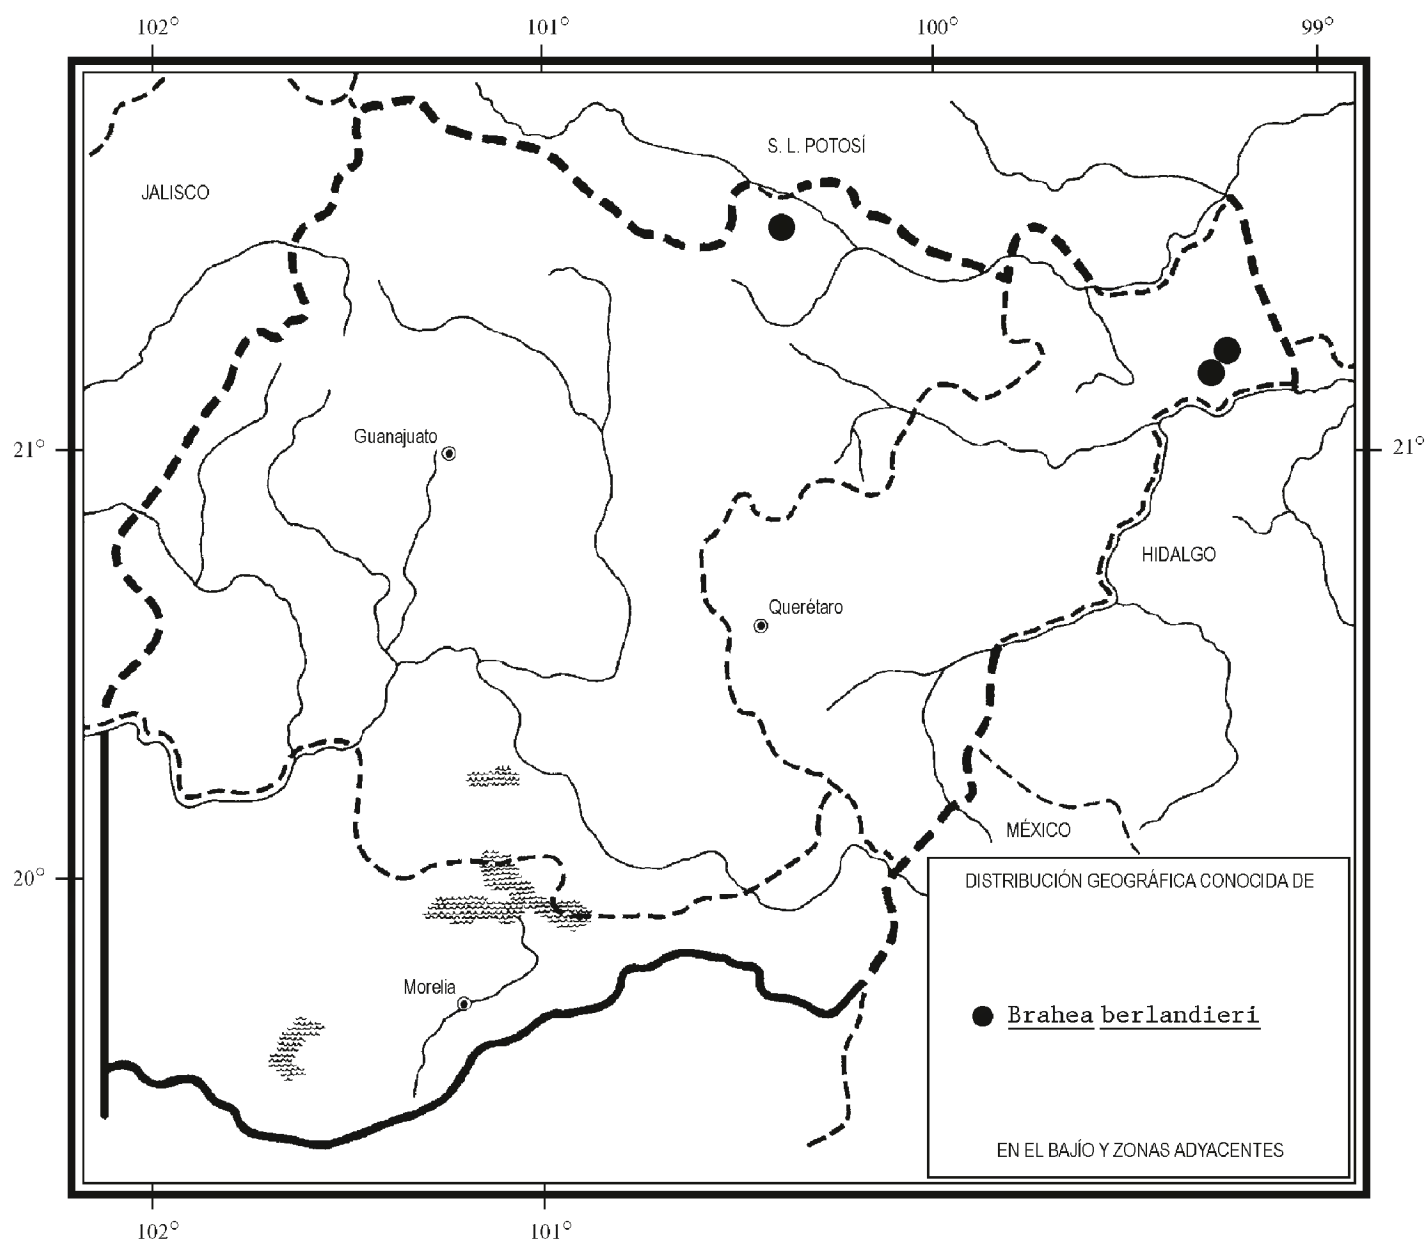 102° 101° 100° 99°
S. L. POTOSÍ
JALISCO
Guanajuato
21° 21°
HIDALGO
Querétaro
MÉXICO
20°
DISTRIBUCIÓN GEOGRÁFICA CONOCIDA DE
Morelia
Brahea berlandieri
EN EL BAJÍO Y ZONAS ADYACENTES
102° 101°